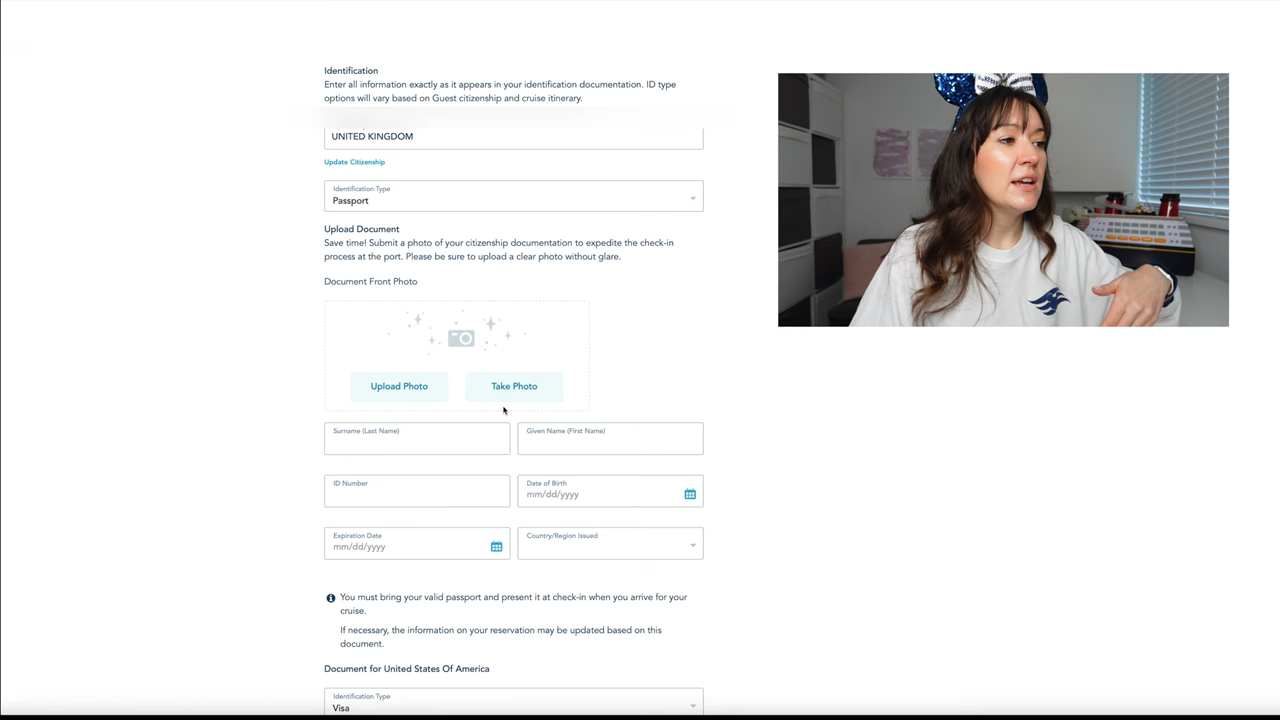 Identification
Enter all information exactly as it appears in your identification documentation. ID type
options will vary based on Guest citizenship and cruise itinerary.
UNITED KINGDOM
Update Citizenship
Identification Type
Passport
Upload Document
Save time! Submit a photo of your citizenship documentation to expedite the check-in
process at the port. Please be sure to upload a clear photo without glare.
Document Front Photo
Upload Photo
Take Photo
Surname (Last Name)
Given Name (First Name)
ID Number
Date of Birth
mm/dd/yyyy
Expiration Date
mm/dd/yyyy
Country/Region Issued
You must bring your valid passport and present it at check-in when you arrive for your
cruise.
If necessary, the information on your reservation may be updated based on this
document.
Document for United States Of America
Identification Type
Visa